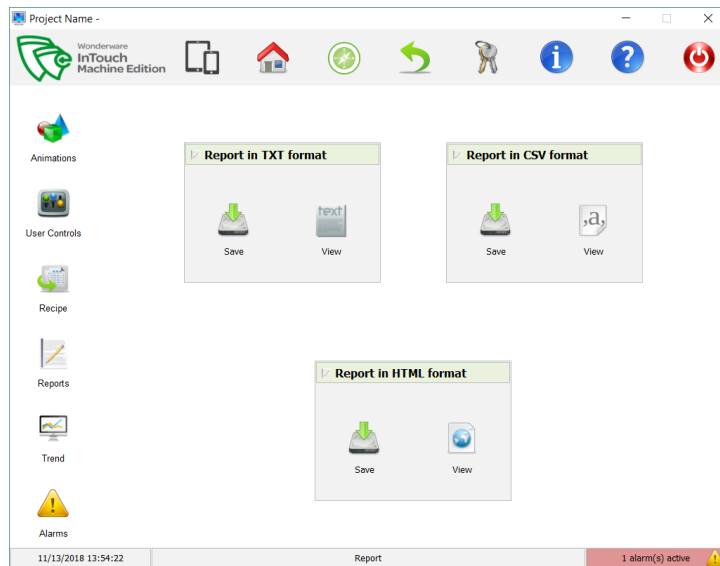 Project Name -
Wonderware
InTouch
Machine Edition
Animations
User Controls
Recipe
Reports
Trend
Alarms
Report in TXT format
text
Save
View
Report in CSV format
,a,
Save
View
Report in HTML format
Save
View
11/13/2018 13:54:22
Report
1 alarm(s) active